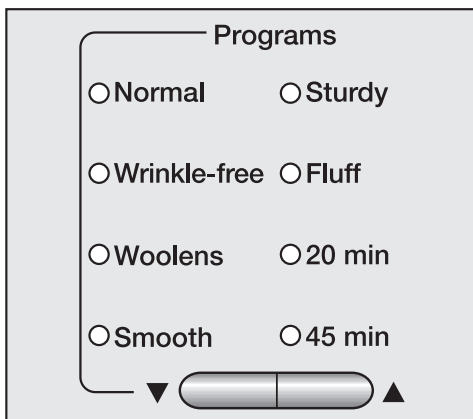 Programs
Normal
Sturdy
Wrinkle-free
Fluff
Woolens
20 min
Smooth
45 min